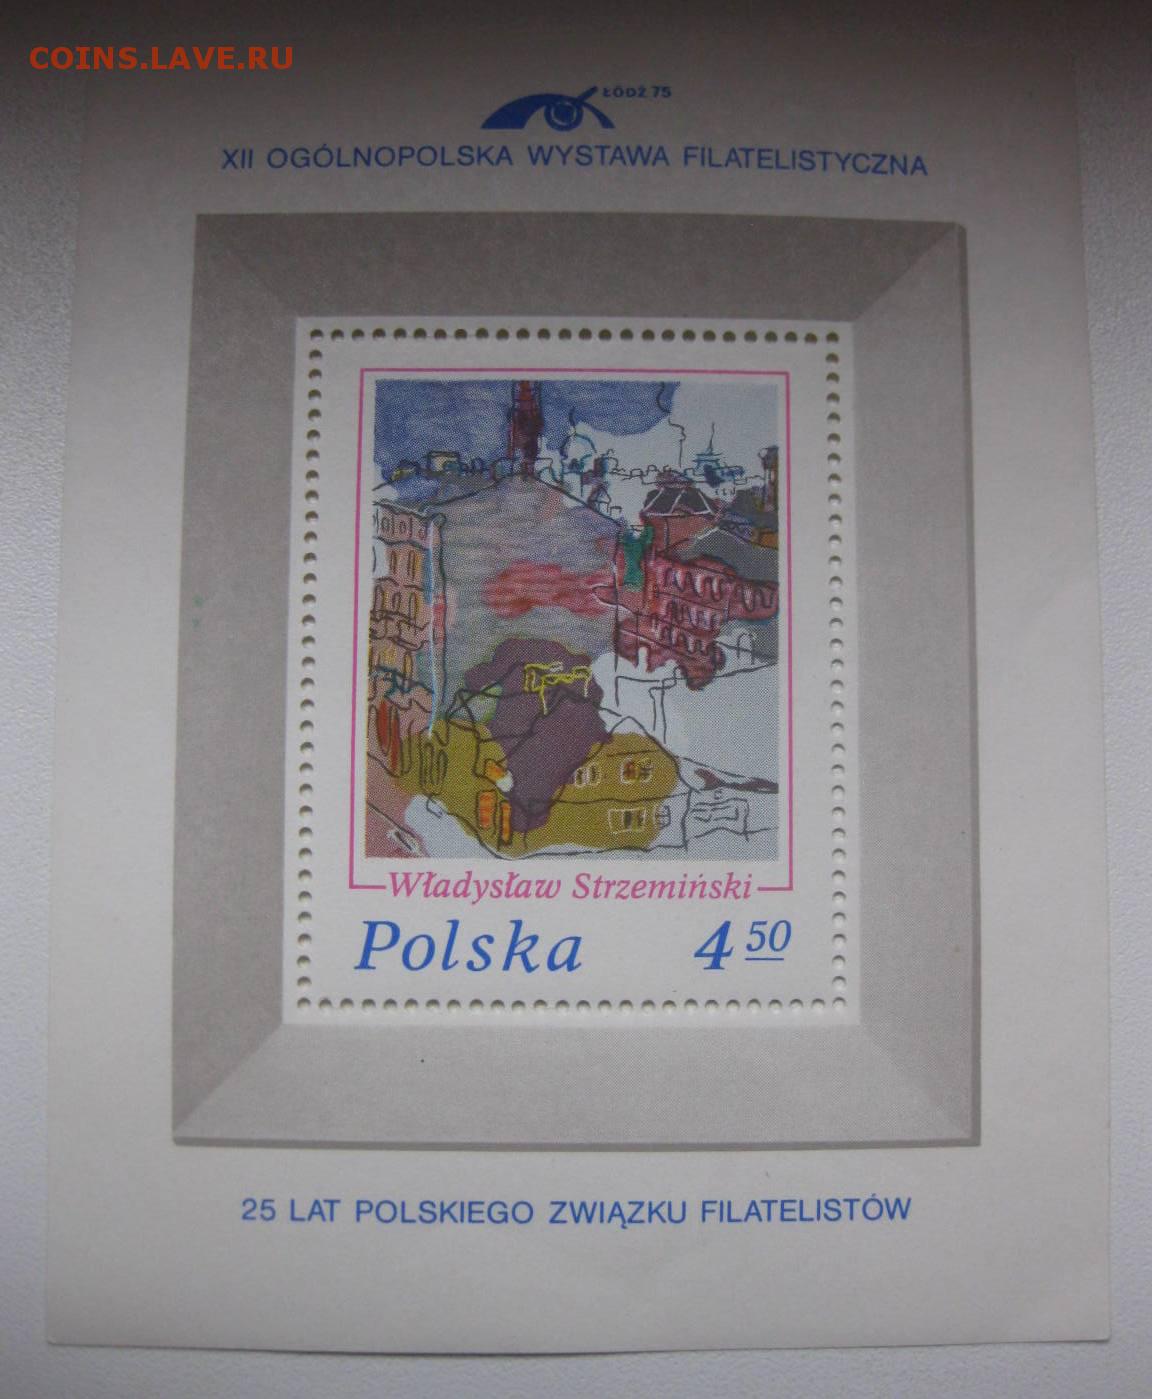 COINS.LAVE.RU
ŁÓDŹ 75
XII OGÓLNOPOLSKA WYSTAWA FILATELISTYCZNA
Władysław Strzemiński
Polska 4 50
25 LAT POLSKIEGO ZWIĄZKU FILATELISTÓW